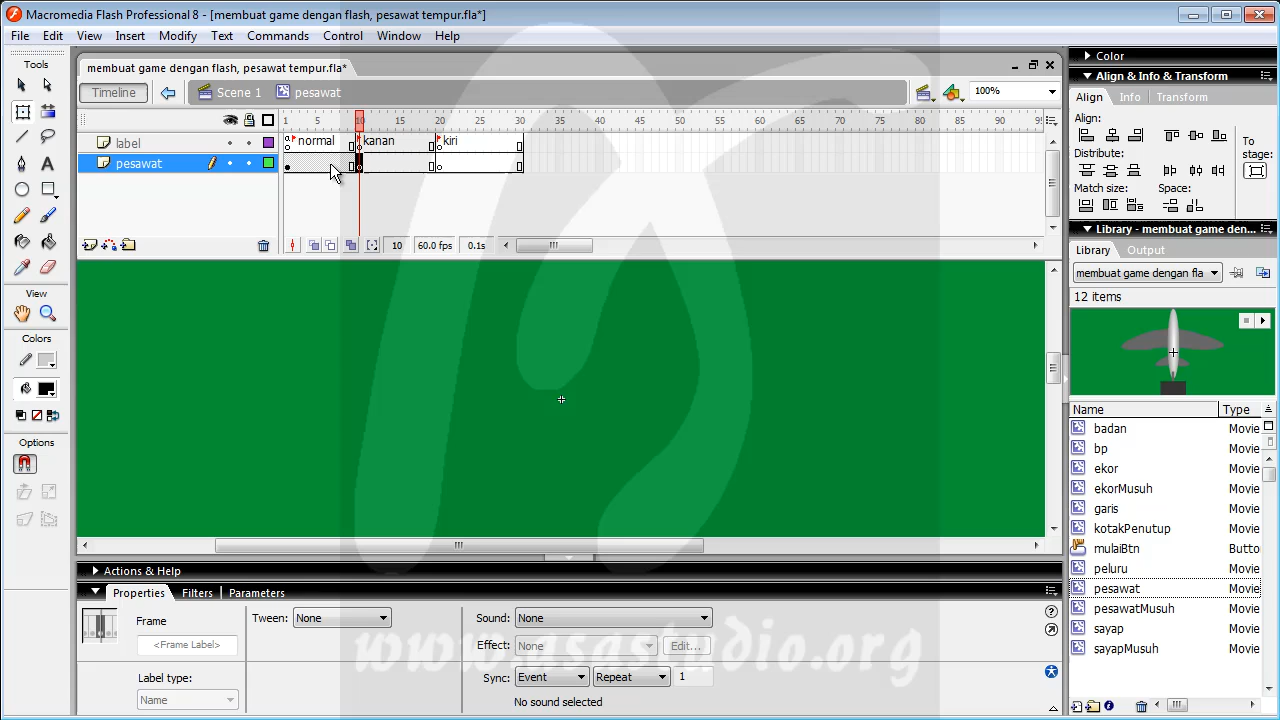 Macromedia Flash Professional 8 - [membuat game dengan flash, pesawat tempur.fla*]
File Edit View Insert Modify Text Commands Control Window Help
Tools
View
Colors
Options
membuat game dengan flash, pesawat tempur.fla*
Timeline Scene 1 pesawat 100%
1 5 10 15 20 25 30 35 40 45 50 55 60 65 70 75 80 85 90 95
label normal kanan kiri
pesawat
10 60.0 fps 0.1s
Actions & Help
Properties Filters Parameters
Frame
<Frame Label>
Label type:
Name
Tween: None
Sound: None
Effect: None Edit...
Sync: Event Repeat 1
No sound selected
www.asastudio.org
Color
Align & Info & Transform
Align Info Transform
Align:
Distribute:
Match size:
Space:
To stage:
Library - membuat game den...
Library Output
membuat game dengan fla
12 items
Name Type
badan Movie
bp Movie
ekor Movie
ekorMusuh Movie
garis Movie
kotakPenutup Movie
mulaiBtn Butto
peluru Movie
pesawat Movie
pesawatMusuh Movie
sayap Movie
sayapMusuh Movie